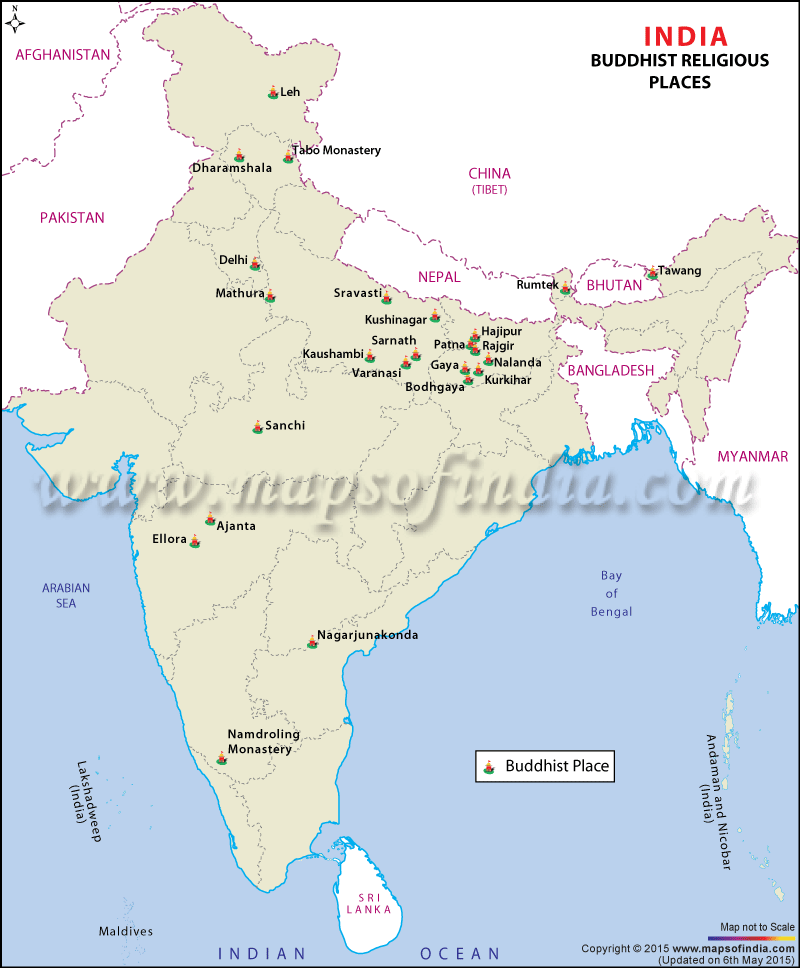 N
INDIA
BUDDHIST RELIGIOUS
PLACES
AFGHANISTAN
Leh
Tabo Monastery
Dharamshala
CHINA
(TIBET)
PAKISTAN
Delhi
Mathura
NEPAL
Sravasti
Rumtek
BHUTAN
Tawang
Kushinagar
Hajipur
Sarnath
Patna
Rajgir
Kaushambi
Nalanda
Varanasi
Gaya
Kurkihar
Bodhgaya
BANGLADESH
Sanchi
MYANMAR
www.mapsofindia.com
Ajanta
Ellora
ARABIAN
SEA
Bay
of
Bengal
Nagarjunakonda
Namdroling
Monastery
Buddhist Place
Lakshadweep
(India)
Andaman and Nicobar
(India)
SRI
LANKA
Maldives
INDIAN OCEAN
Map not to Scale
Copyright © 2015 www.mapsofindia.com
(Updated on 6th May 2015)